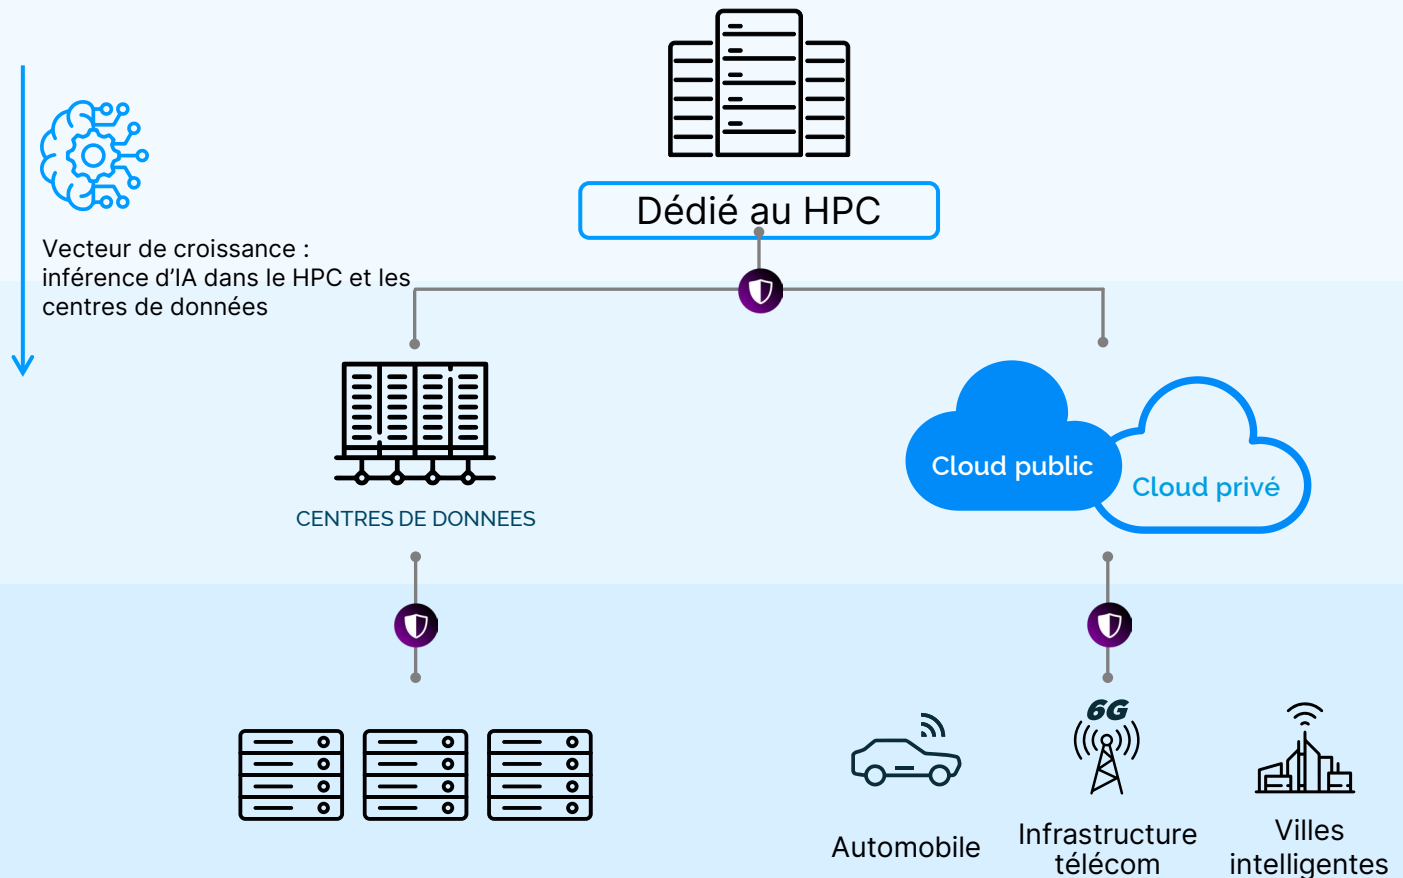 Dédié au HPC
Vecteur de croissance :
inférence d’IA dans le HPC et les
centres de données
CENTRES DE DONNEES
Cloud public
Cloud privé
6G
Automobile
Infrastructure
télécom
Villes
intelligentes